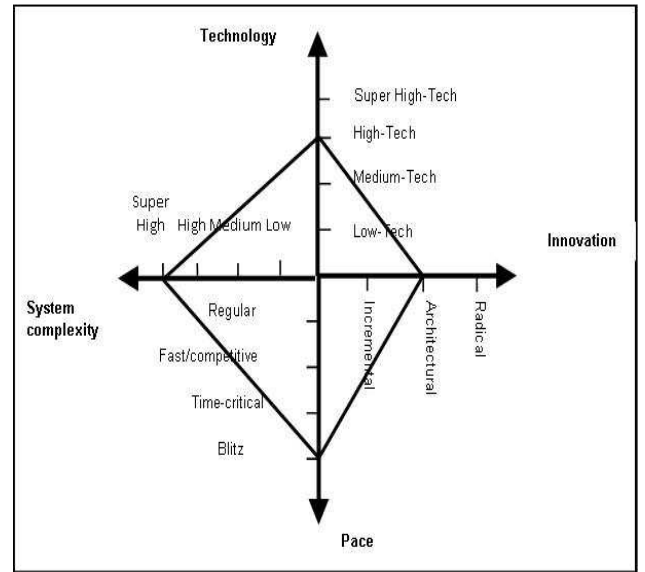 Technology
Super High-Tech
High-Tech
Medium-Tech
Super
High High Medium Low
Low-Tech
Innovation
System
complexity
Regular
Incremental
Architectural
Radical
Fast/competitive
Time-critical
Blitz
Pace